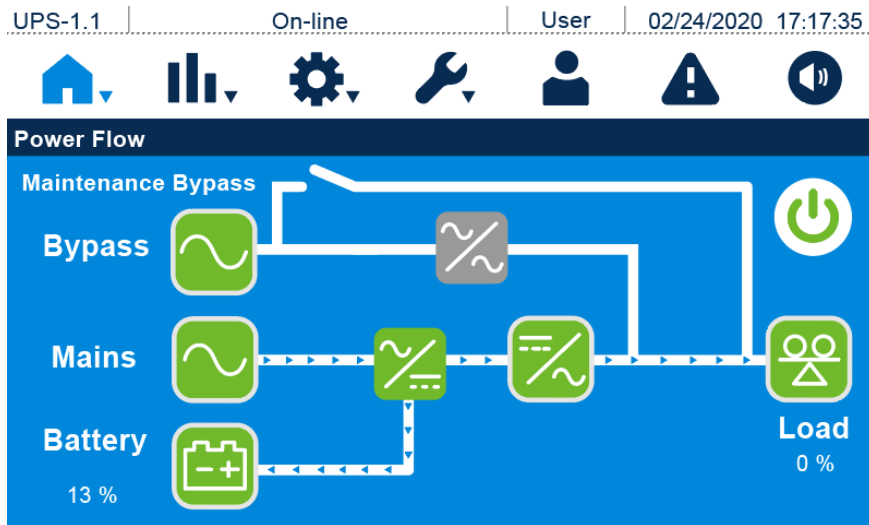 UPS-1.1 On-line User 02/24/2020 17:17:35
Power Flow
Maintenance Bypass
Bypass
Mains
Battery
13 %
Load
0 %